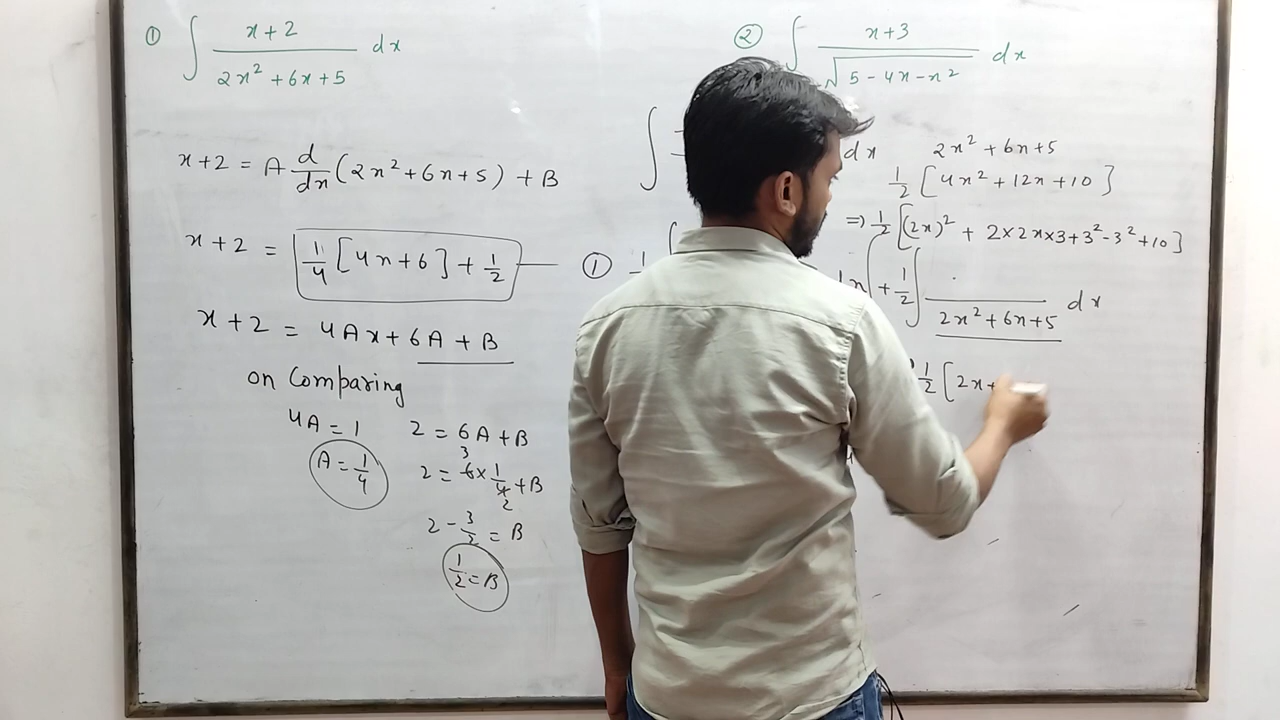 ① ∫ x+2 / 2x² + 6x + 5 dx
x+2 = A d/dx (2x² + 6x + 5) + B
x+2 = 1/4 [4x + 6] + 1/2 — ①
x+2 = 4Ax + 6A + B
on Comparing
4A = 1
A = 1/4
2 = 6A + B
2 = 6 × 1/4 + B
3
2
2 - 3/2 = B
1/2 = B
② ∫ x+3 / √5 - 4x - x² dx
∫ dx
2x² + 6x + 5
1/2 [4x² + 12x + 10]
⇒ 1/2 [(2x)² + 2×2x×3 + 3² - 3² + 10]
+ 1/2 ∫ / 2x² + 6x + 5 dx
1/2 [2x+